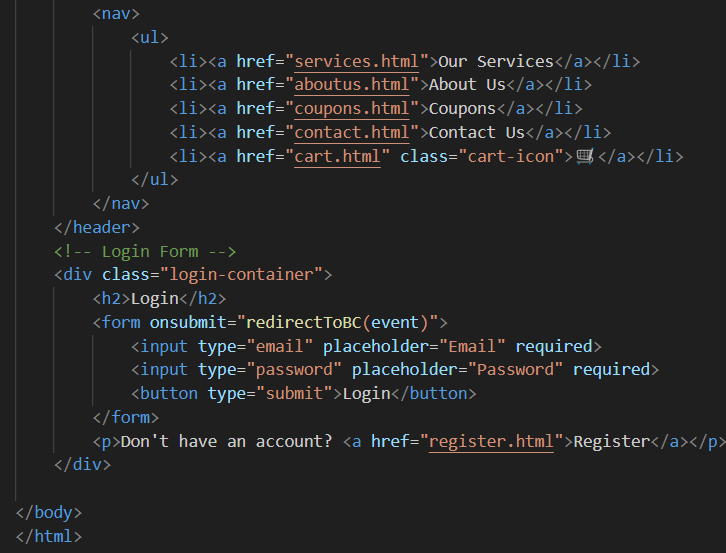 <nav>
<ul>
<li><a href="services.html">Our Services</a></li>
<li><a href="aboutus.html">About Us</a></li>
<li><a href="coupons.html">Coupons</a></li>
<li><a href="contact.html">Contact Us</a></li>
<li><a href="cart.html" class="cart-icon">🛒</a></li>
</ul>
</nav>
</header>
<!-- Login Form -->
<div class="login-container">
<h2>Login</h2>
<form onsubmit="redirectToBC(event)">
<input type="email" placeholder="Email" required>
<input type="password" placeholder="Password" required>
<button type="submit">Login</button>
</form>
<p>Don't have an account? <a href="register.html">Register</a></p>
</div>
</body>
</html>